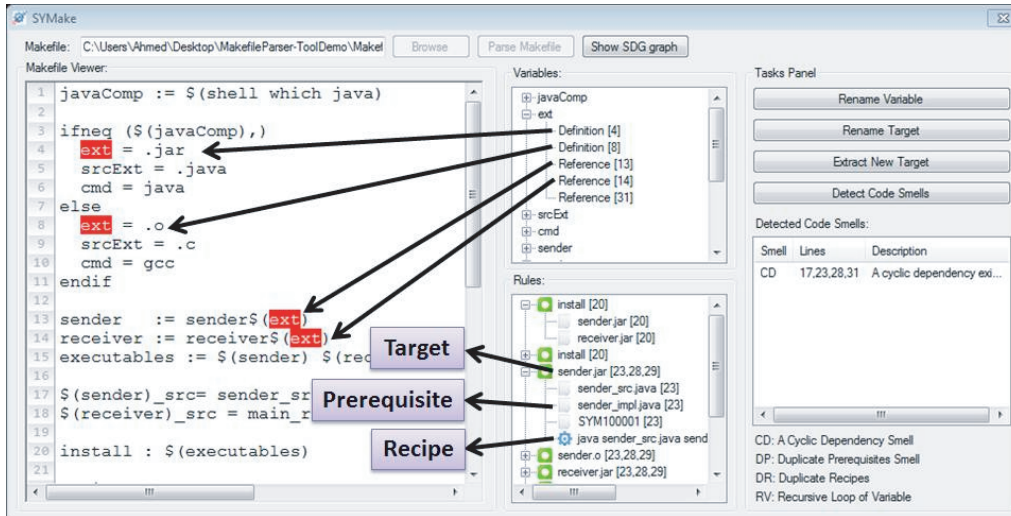 SYMake
Makefile: C:\Users\Ahmed\Desktop\MakefileParser-ToolDemo\Makel Browse Parse Makefile Show SDG graph
Makefile Viewer:
1 javaComp := $(shell which java)
2
3 ifneq ($(javaComp),)
4 ext = .jar
5 srcExt = .java
6 cmd = java
7 else
8 ext = .o
9 srcExt = .c
10 cmd = gcc
11 endif
12
13 sender := sender$(ext)
14 receiver := receiver$(ext)
15 executables := $(sender) $(rec
16
17 $(sender)_src= sender_sr
18 $(receiver)_src = main_r
19
20 install : $(executables)
21
Target
Prerequisite
Recipe
Variables:
javaComp
ext
Definition [4]
Definition [8]
Reference [13]
Reference [14]
Reference [31]
srcExt
cmd
sender
Rules:
install [20]
sender.jar [20]
receiver.jar [20]
install [20]
sender.jar [23,28,29]
sender_src.java [23]
sender_impl.java [23]
SYM100001 [23]
java sender_src.java send
sender.o [23,28,29]
receiver.jar [23,28,29]
Tasks Panel
Rename Variable
Rename Target
Extract New Target
Detect Code Smells
Detected Code Smells:
Smell Lines Description
CD 17,23,28,31 A cyclic dependency exi...
CD: A Cyclic Dependency Smell
DP: Duplicate Prerequisites Smell
DR: Duplicate Recipes
RV: Recursive Loop of Variable